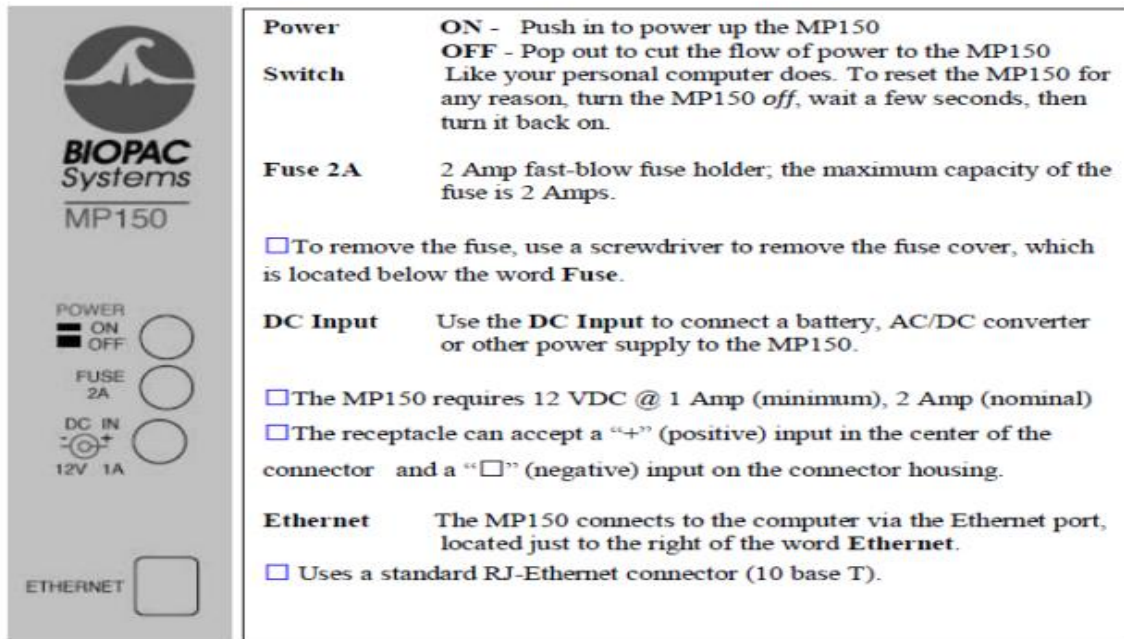 BIOPAC
Systems
MP150
POWER
ON
OFF
FUSE
2A
DC IN
- +
12V 1A
ETHERNET
Power ON - Push in to power up the MP150
OFF - Pop out to cut the flow of power to the MP150
Switch Like your personal computer does. To reset the MP150 for
any reason, turn the MP150 off, wait a few seconds, then
turn it back on.
Fuse 2A 2 Amp fast-blow fuse holder; the maximum capacity of the
fuse is 2 Amps.
□To remove the fuse, use a screwdriver to remove the fuse cover, which
is located below the word Fuse.
DC Input Use the DC Input to connect a battery, AC/DC converter
or other power supply to the MP150.
□The MP150 requires 12 VDC @ 1 Amp (minimum), 2 Amp (nominal)
□The receptacle can accept a “+” (positive) input in the center of the
connector and a “□” (negative) input on the connector housing.
Ethernet The MP150 connects to the computer via the Ethernet port,
located just to the right of the word Ethernet.
□ Uses a standard RJ-Ethernet connector (10 base T).